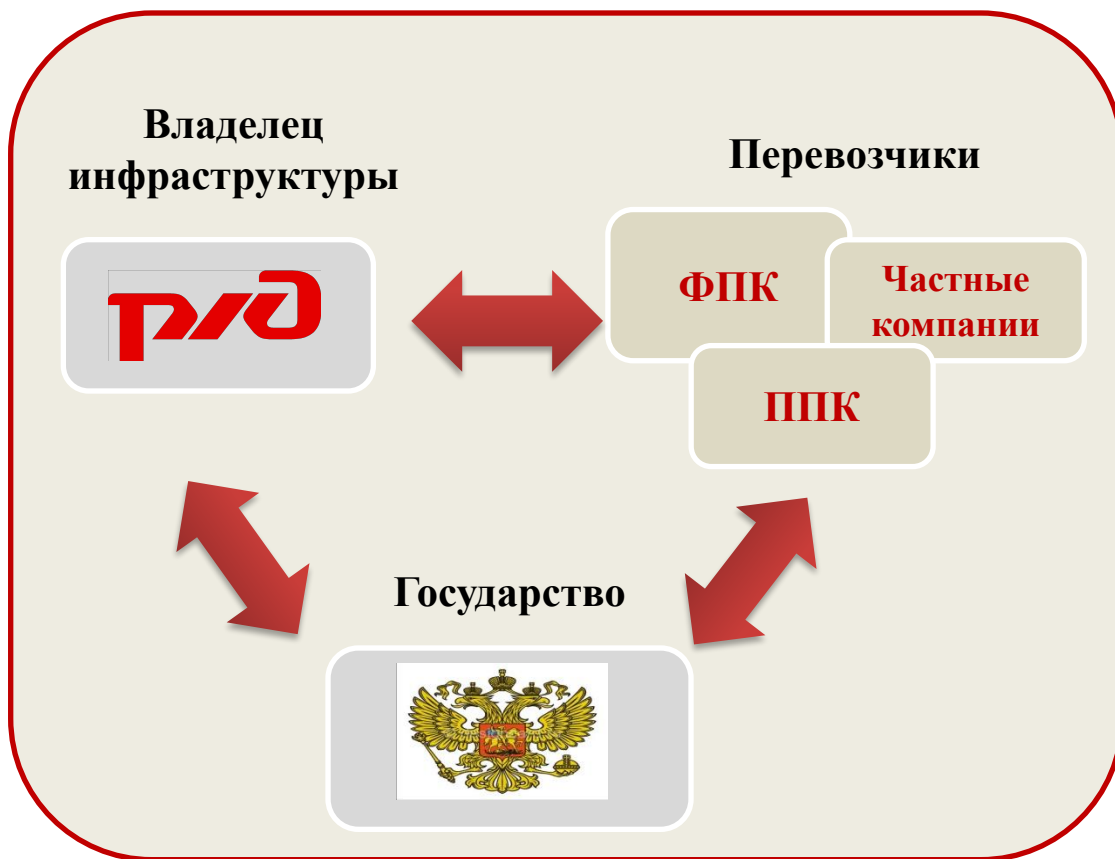 Владелец
инфраструктуры
Перевозчики
ржд
ФПК
Частные
компании
ППК
Государство